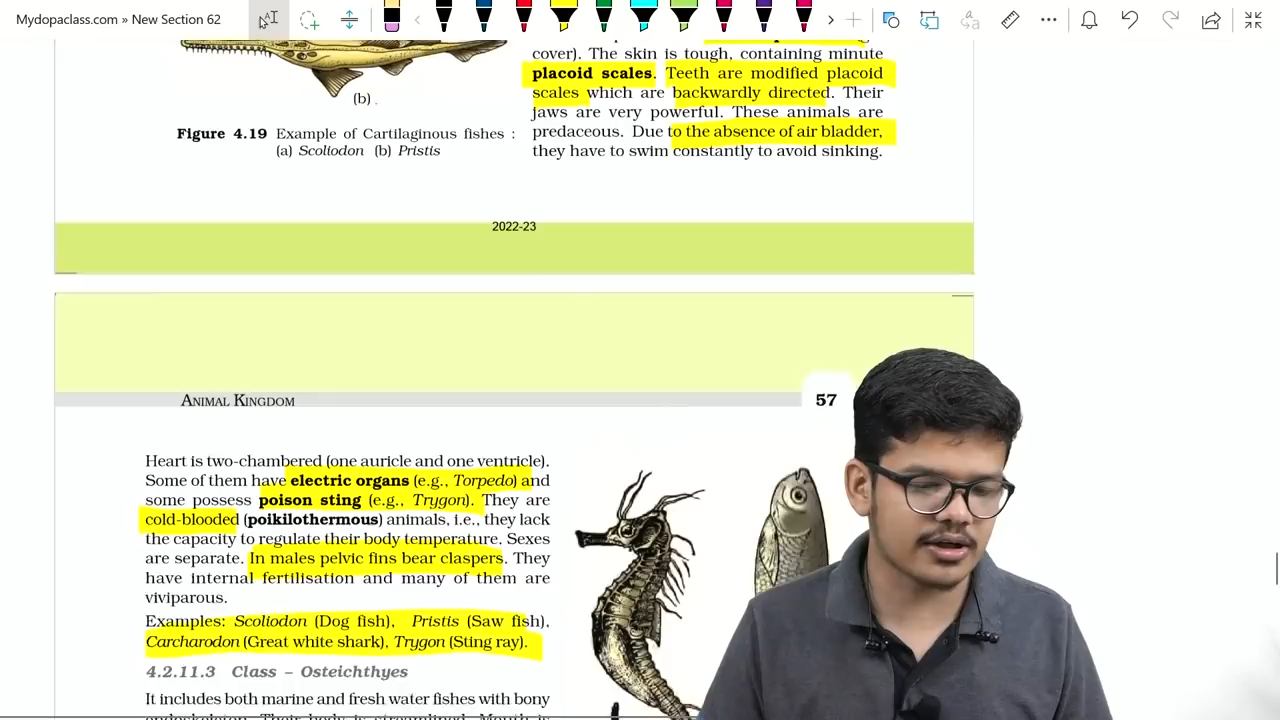 Mydopaclass.com » New Section 62
(b) .
Figure 4.19 Example of Cartilaginous fishes :
(a) Scoliodon (b) Pristis
cover). The skin is tough, containing minute
placoid scales. Teeth are modified placoid
scales which are backwardly directed. Their
jaws are very powerful. These animals are
predaceous. Due to the absence of air bladder,
they have to swim constantly to avoid sinking.
2022-23
ANIMAL KINGDOM
57
Heart is two-chambered (one auricle and one ventricle).
Some of them have electric organs (e.g., Torpedo) and
some possess poison sting (e.g., Trygon). They are
cold-blooded (poikilothermous) animals, i.e., they lack
the capacity to regulate their body temperature. Sexes
are separate. In males pelvic fins bear claspers. They
have internal fertilisation and many of them are
viviparous.
Examples: Scoliodon (Dog fish), Pristis (Saw fish),
Carcharodon (Great white shark), Trygon (Sting ray).
4.2.11.3 Class – Osteichthyes
It includes both marine and fresh water fishes with bony
endoskeleton. Their body is streamlined. Mouth is